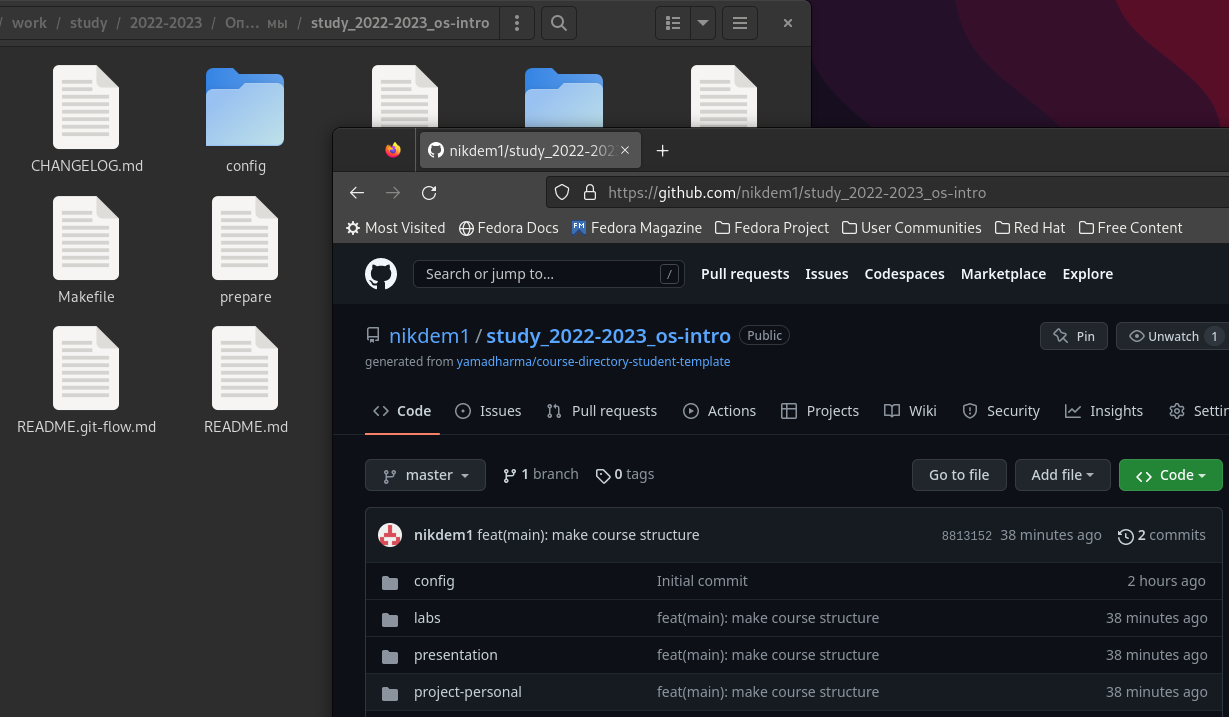 / work / study / 2022-2023 / Оп… мы / study_2022-2023_os-intro
CHANGELOG.md
config
Makefile
prepare
README.git-flow.md
README.md
nikdem1/study_2022-202
https://github.com/nikdem1/study_2022-2023_os-intro
Most Visited Fedora Docs Fedora Magazine Fedora Project User Communities Red Hat Free Content
Search or jump to... / Pull requests Issues Codespaces Marketplace Explore
nikdem1 / study_2022-2023_os-intro Public Pin Unwatch 1
generated from yamadharma/course-directory-student-template
Code Issues Pull requests Actions Projects Wiki Security Insights Settin
master 1 branch 0 tags Go to file Add file Code
nikdem1 feat(main): make course structure 8813152 38 minutes ago 2 commits
config Initial commit 2 hours ago
labs feat(main): make course structure 38 minutes ago
presentation feat(main): make course structure 38 minutes ago
project-personal feat(main): make course structure 38 minutes ago